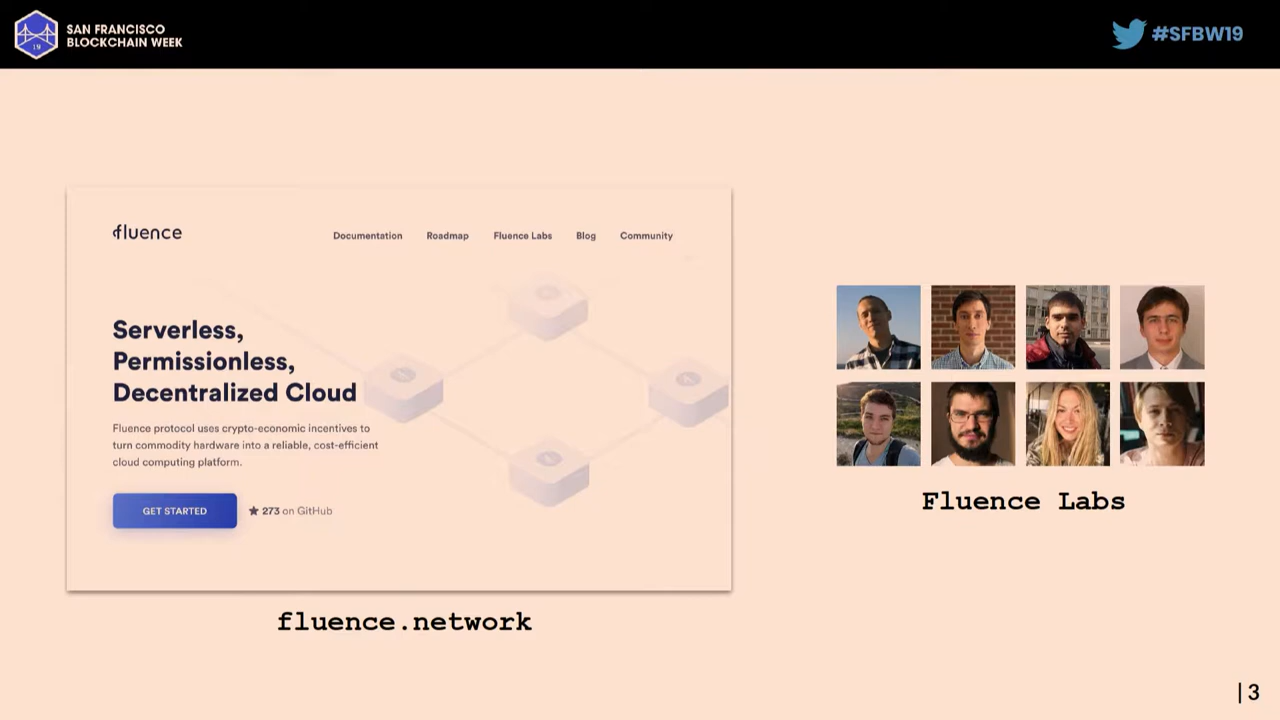 SAN FRANCISCO
BLOCKCHAIN WEEK
19
#SFBW19
fluence
Documentation Roadmap Fluence Labs Blog Community
Serverless,
Permissionless,
Decentralized Cloud
Fluence protocol uses crypto-economic incentives to
turn commodity hardware into a reliable, cost-efficient
cloud computing platform.
GET STARTED ★ 273 on GitHub
fluence.network
Fluence Labs
| 3